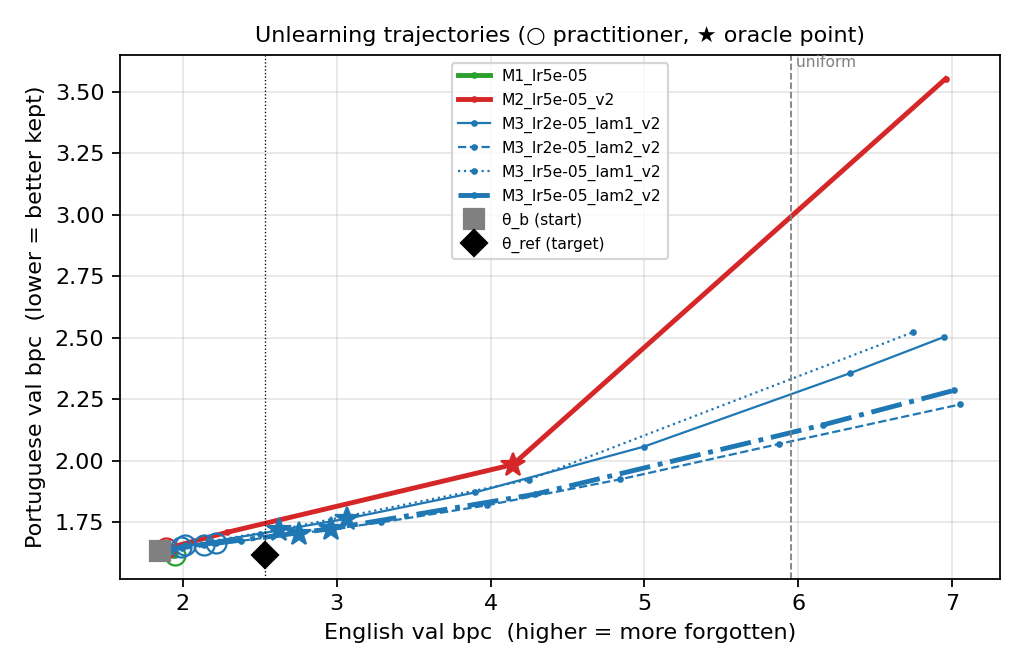 Unlearning trajectories (○ practitioner, ★ oracle point)
uniform
M1_lr5e-05
M2_lr5e-05_v2
M3_lr2e-05_lam1_v2
M3_lr2e-05_lam2_v2
M3_lr5e-05_lam1_v2
M3_lr5e-05_lam2_v2
θ_b (start)
θ_ref (target)
3.50
3.25
3.00
2.75
2.50
2.25
2.00
1.75
Portuguese val bpc (lower = better kept)
2 3 4 5 6 7
English val bpc (higher = more forgotten)